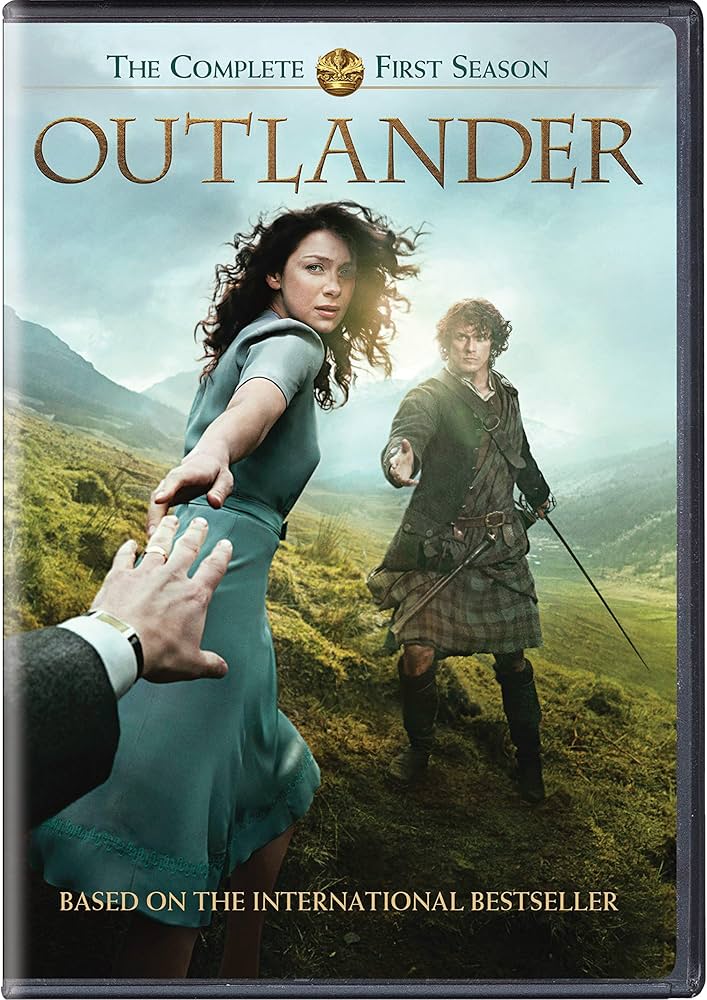 THE COMPLETE FIRST SEASON
OUTLANDER
BASED ON THE INTERNATIONAL BESTSELLER